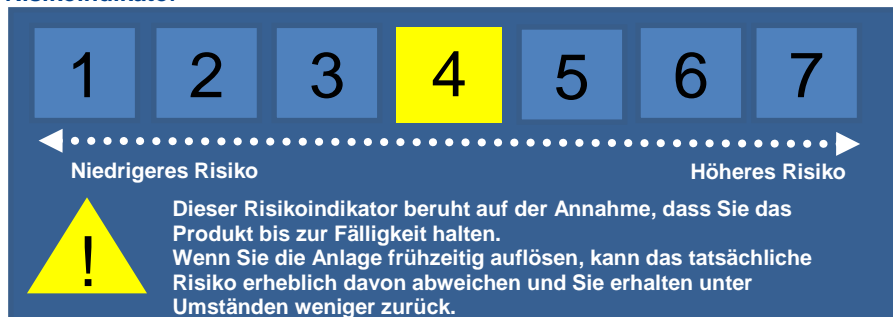 Risikoindikator
1 2 3 4 5 6 7
Niedrigeres Risiko Höheres Risiko
Dieser Risikoindikator beruht auf der Annahme, dass Sie das
Produkt bis zur Fälligkeit halten.
Wenn Sie die Anlage frühzeitig auflösen, kann das tatsächliche
! Risiko erheblich davon abweichen und Sie erhalten unter
Umständen weniger zurück.